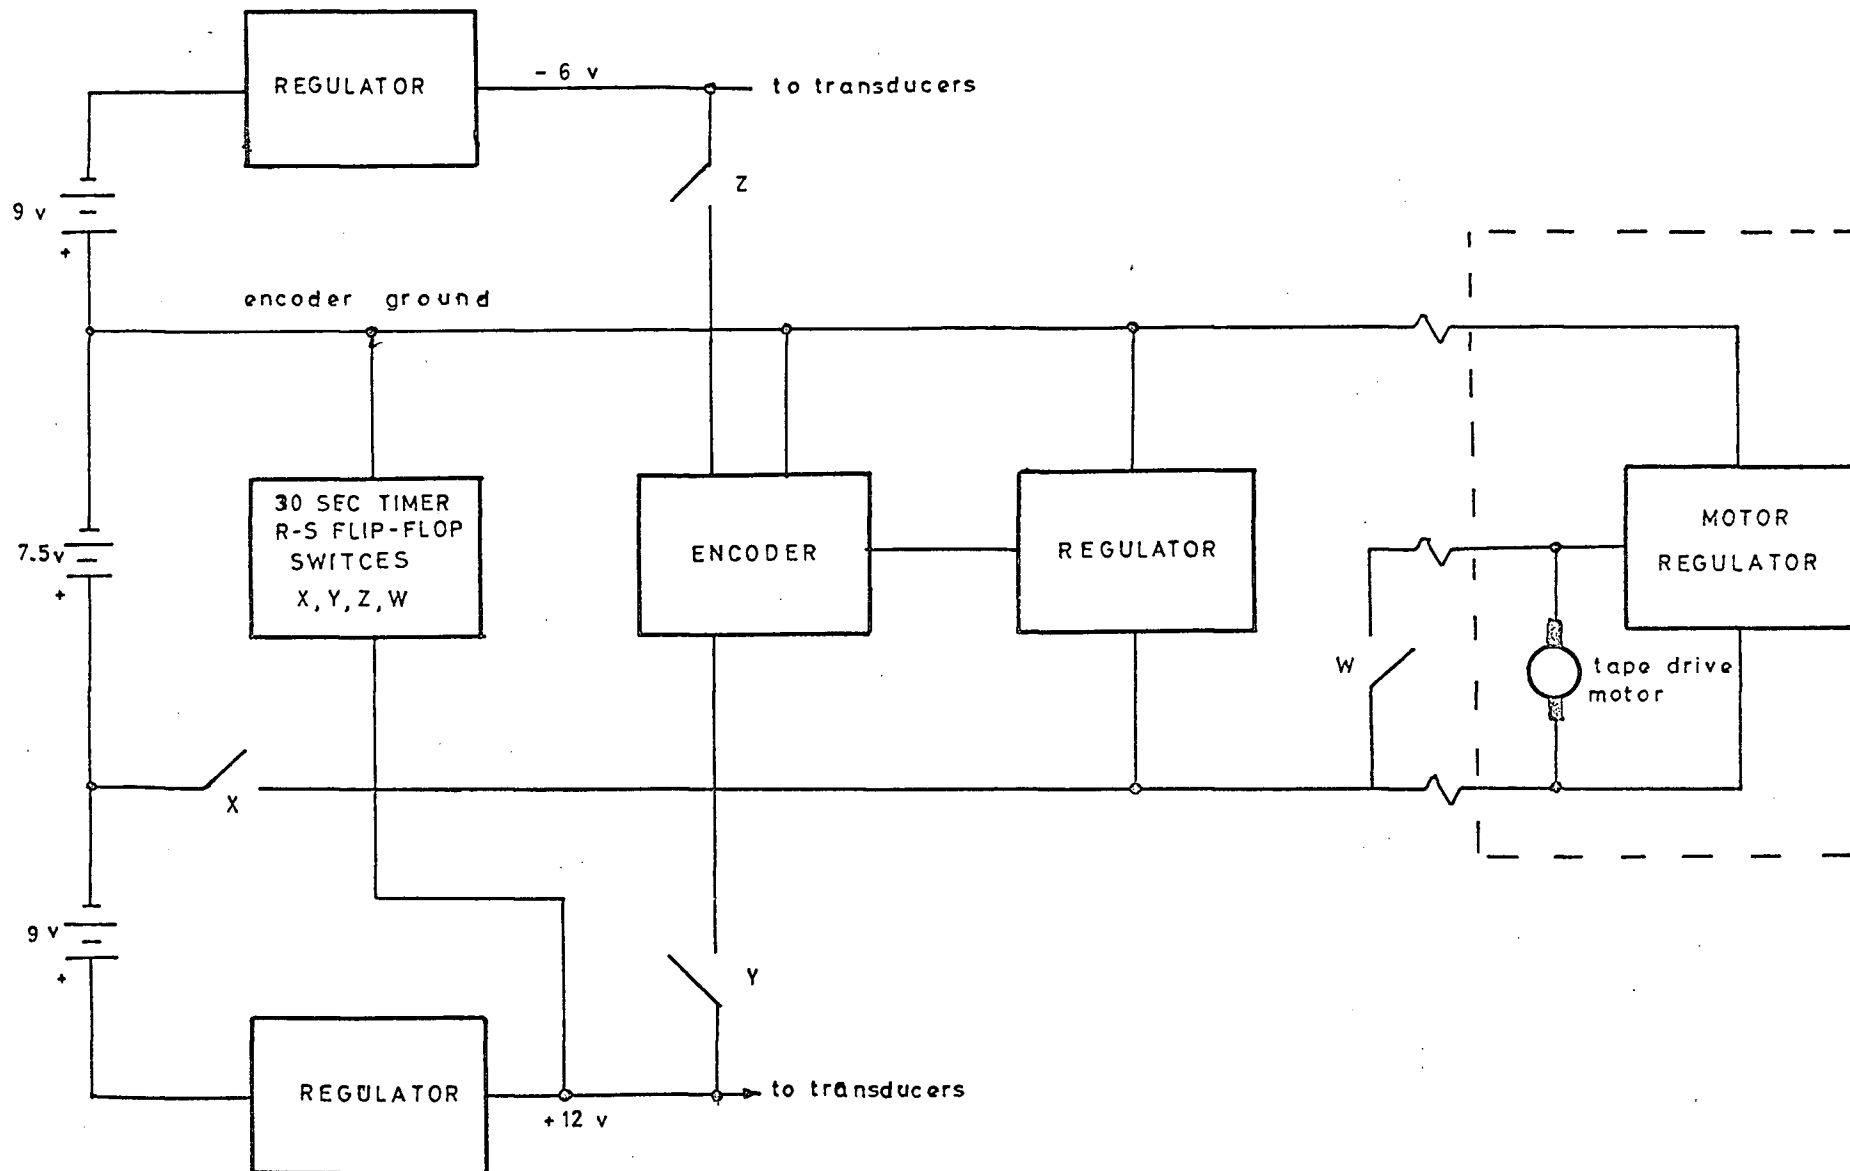 REGULATOR
- 6 v
to transducers
Z
9 v
+
encoder ground
30 SEC TIMER
R-S FLIP-FLOP
SWITCES
X, Y, Z, W
7.5 v
+
ENCODER
REGULATOR
MOTOR
REGULATOR
W
tape drive
motor
X
9 v
+
Y
REGULATOR
+12 v
to transducers